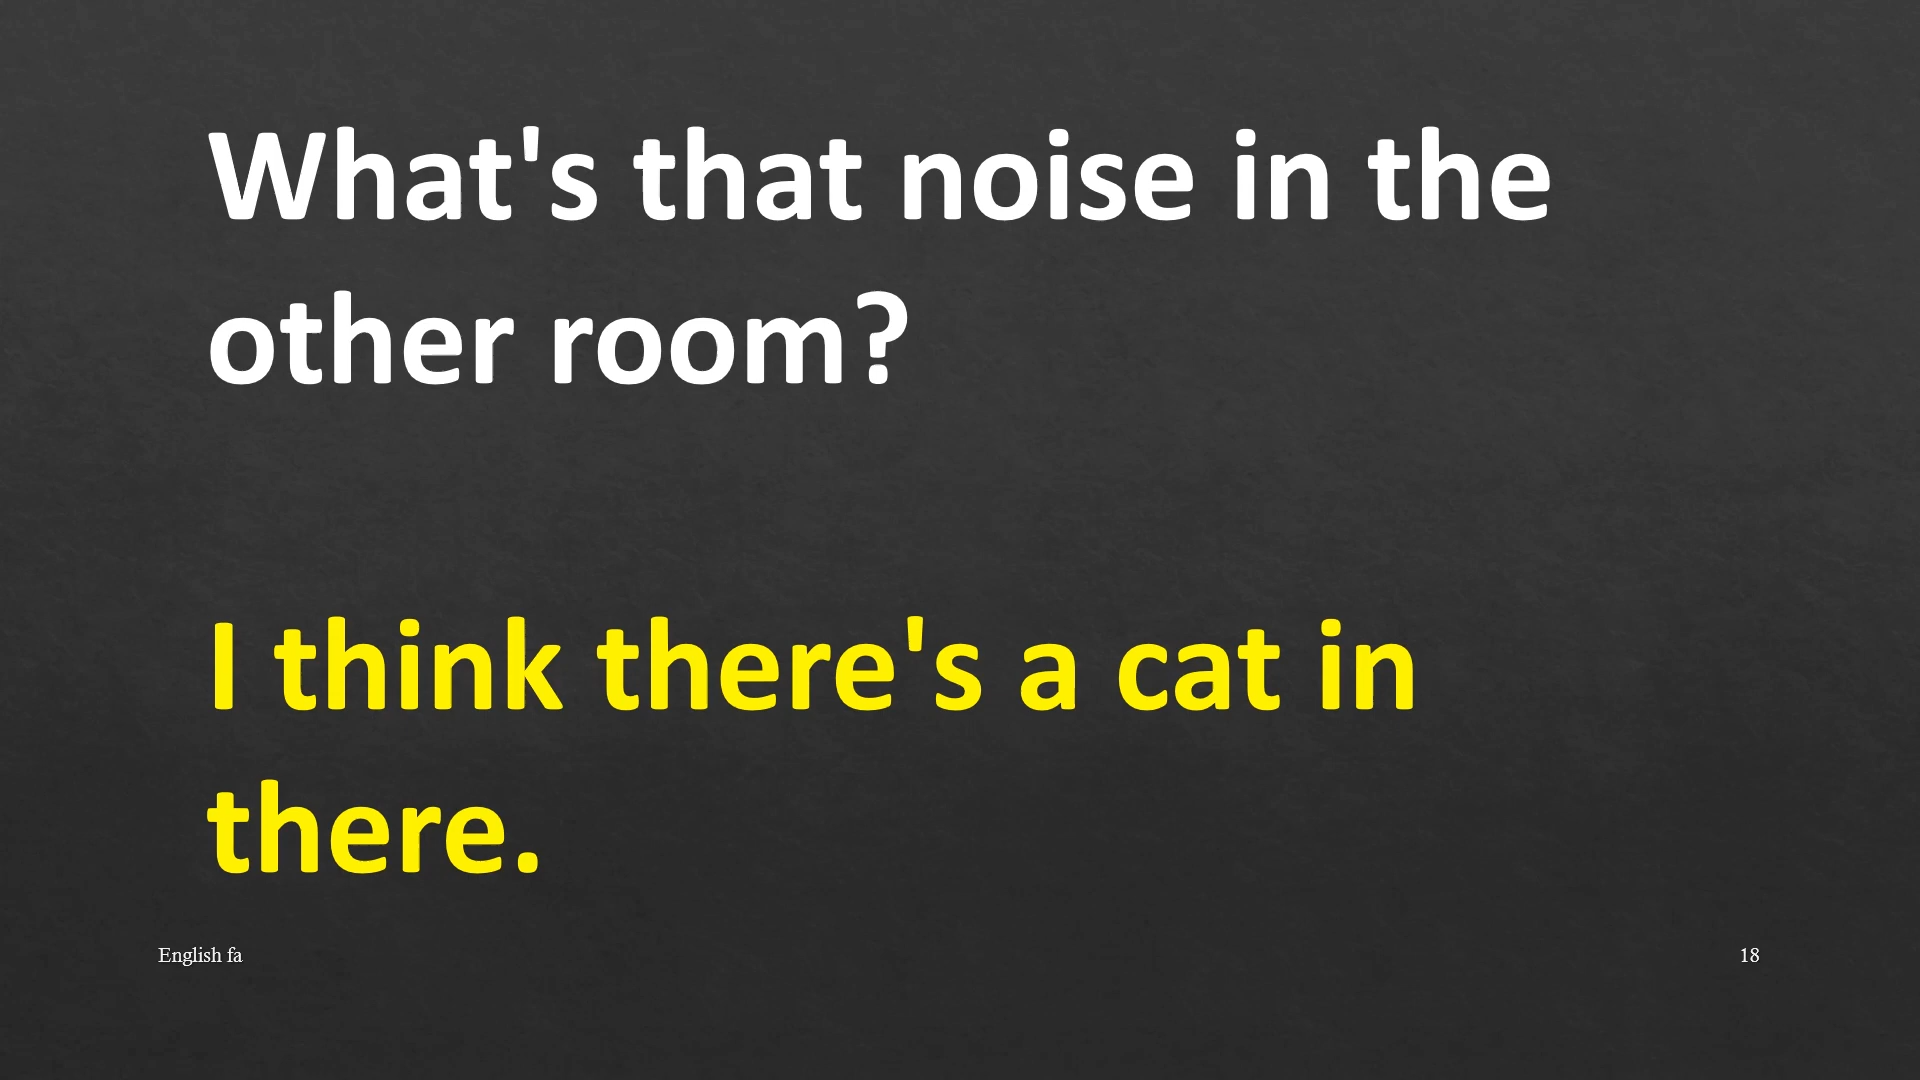 What's that noise in the
other room?
I think there's a cat in
there.
English fa
18